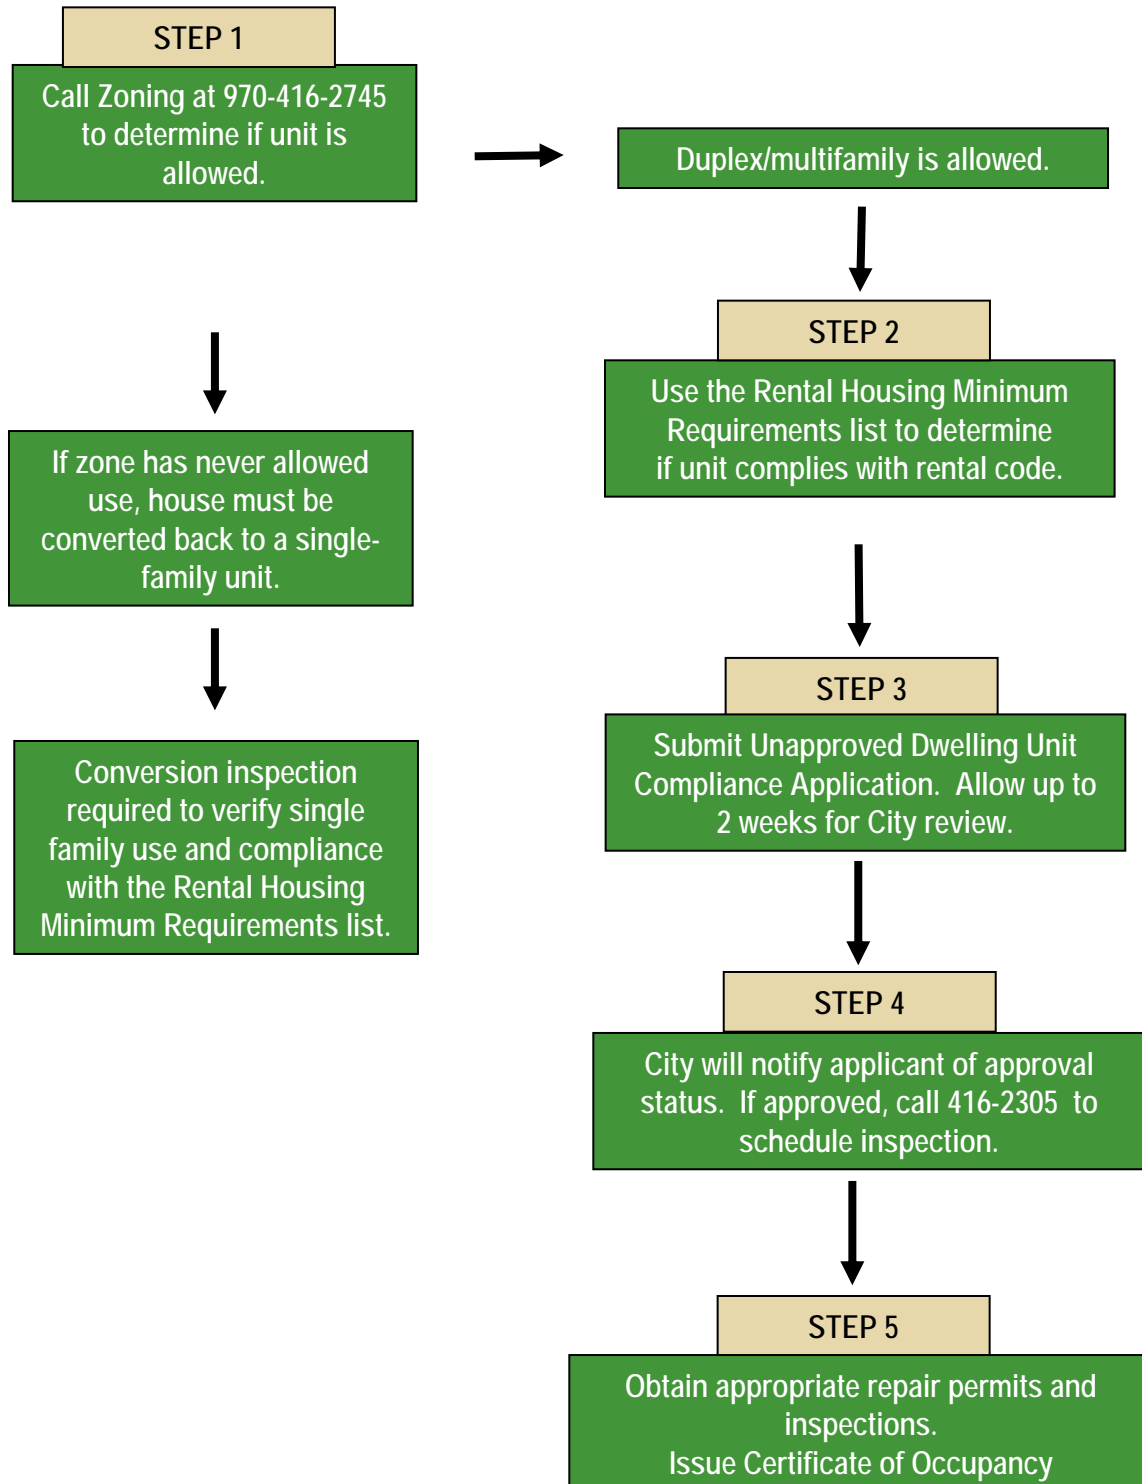 STEP 1
Call Zoning at 970-416-2745
to determine if unit is
allowed.
Duplex/multifamily is allowed.
STEP 2
Use the Rental Housing Minimum
Requirements list to determine
if unit complies with rental code.
If zone has never allowed
use, house must be
converted back to a single-
family unit.
Conversion inspection
required to verify single
family use and compliance
with the Rental Housing
Minimum Requirements list.
STEP 3
Submit Unapproved Dwelling Unit
Compliance Application.  Allow up to
2 weeks for City review.
STEP 4
City will notify applicant of approval
status.  If approved, call 416-2305  to
schedule inspection.
STEP 5
Obtain appropriate repair permits and
inspections.
Issue Certificate of Occupancy